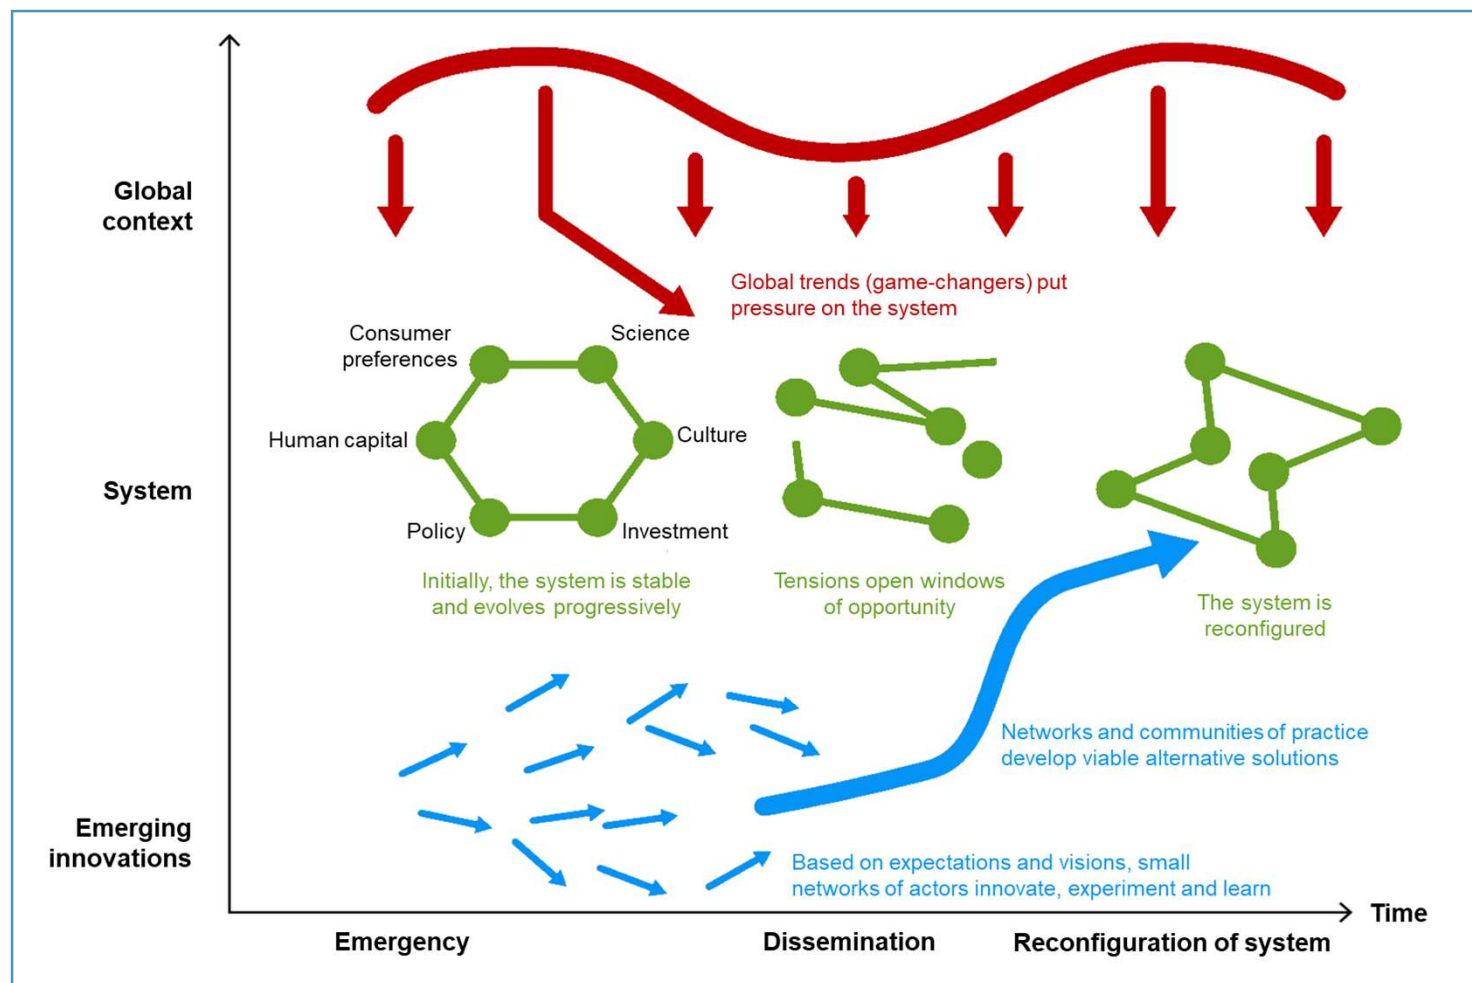 Global
context
Global trends (game-changers) put
pressure on the system
Consumer
preferences
Science
Human capital
Culture
System
Policy
Investment
Initially, the system is stable
and evolves progressively
Tensions open windows
of opportunity
The system is
reconfigured
Networks and communities of practice
develop viable alternative solutions
Emerging
innovations
Based on expectations and visions, small
networks of actors innovate, experiment and learn
Time
Emergency
Dissemination
Reconfiguration of system